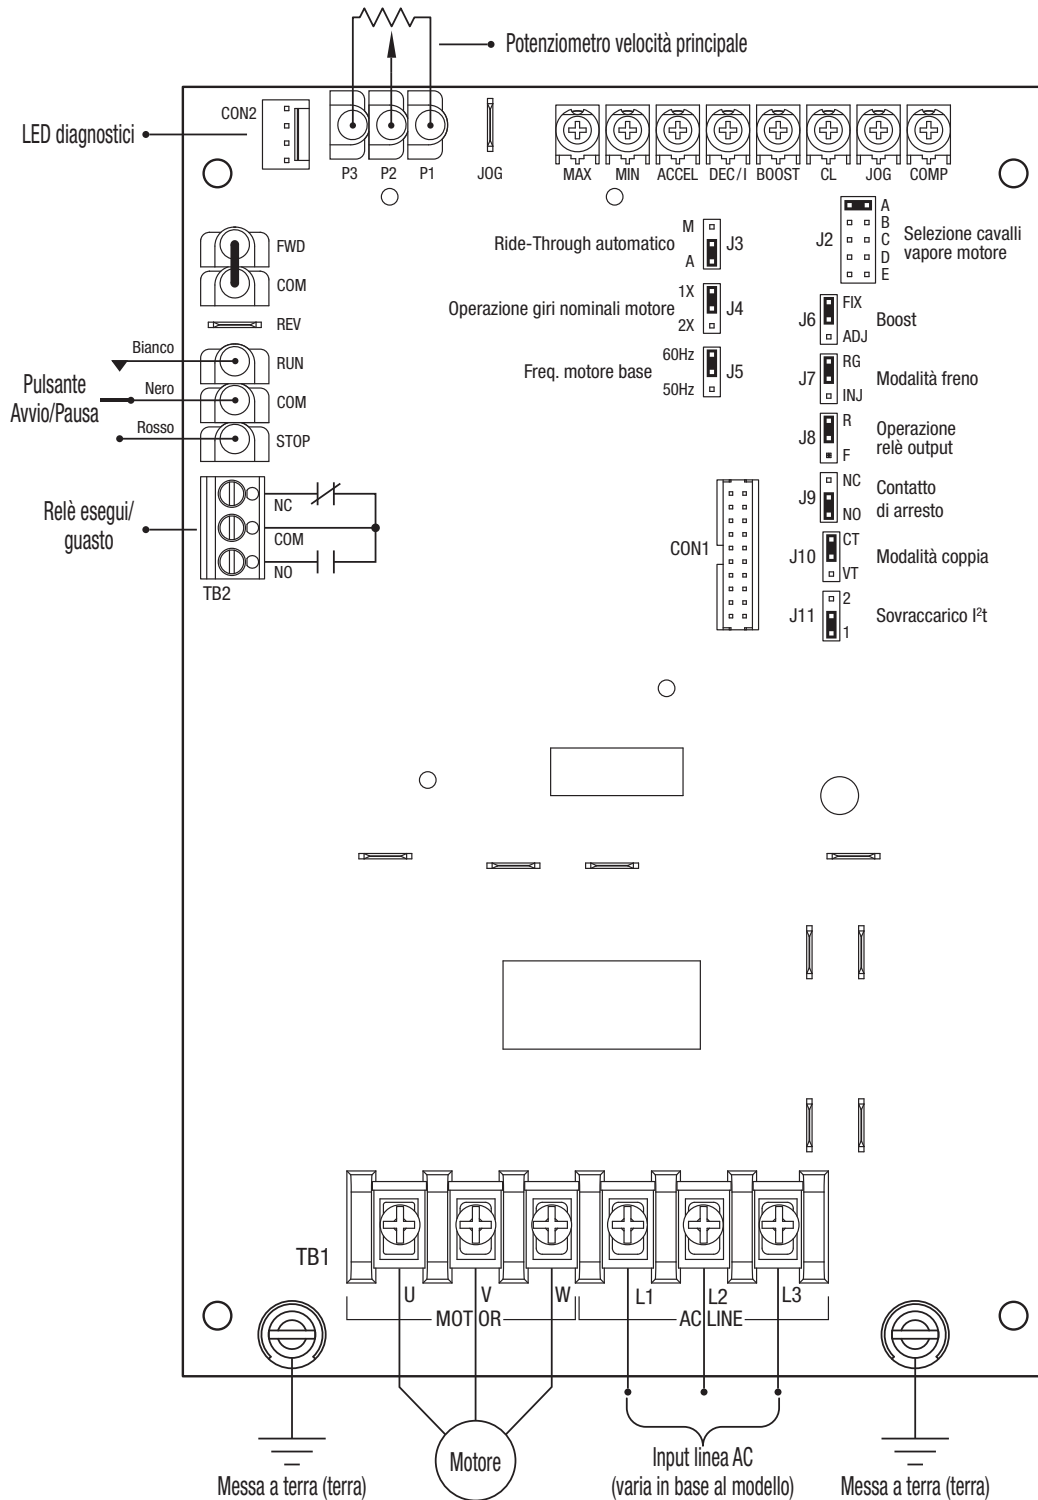 Potenziometro velocità principale
LED diagnostici
CON2
P3 P2 P1 JOG
MAX MIN ACCEL DEC/I BOOST CL JOG COMP
FWD
COM
REV
Bianco
RUN
Pulsante
Avvio/Pausa
Nero
COM
Rosso
STOP
Relè esegui/
guasto
NC
COM
NO
TB2
Ride-Through automatico
M
A
J3
Operazione giri nominali motore
1X
2X
J4
Freq. motore base
60Hz
50Hz
J5
J2
A
B
C
D
E
Selezione cavalli
vapore motore
J6
FIX
ADJ
Boost
J7
RG
INJ
Modalità freno
J8
R
F
Operazione
relè output
J9
NC
NO
Contatto
di arresto
J10
CT
VT
Modalità coppia
J11
2
1
Sovraccarico I²t
CON1
TB1
U V W L1 L2 L3
MOTOR AC LINE
Motore
Input linea AC
(varia in base al modello)
Messa a terra (terra)
Messa a terra (terra)